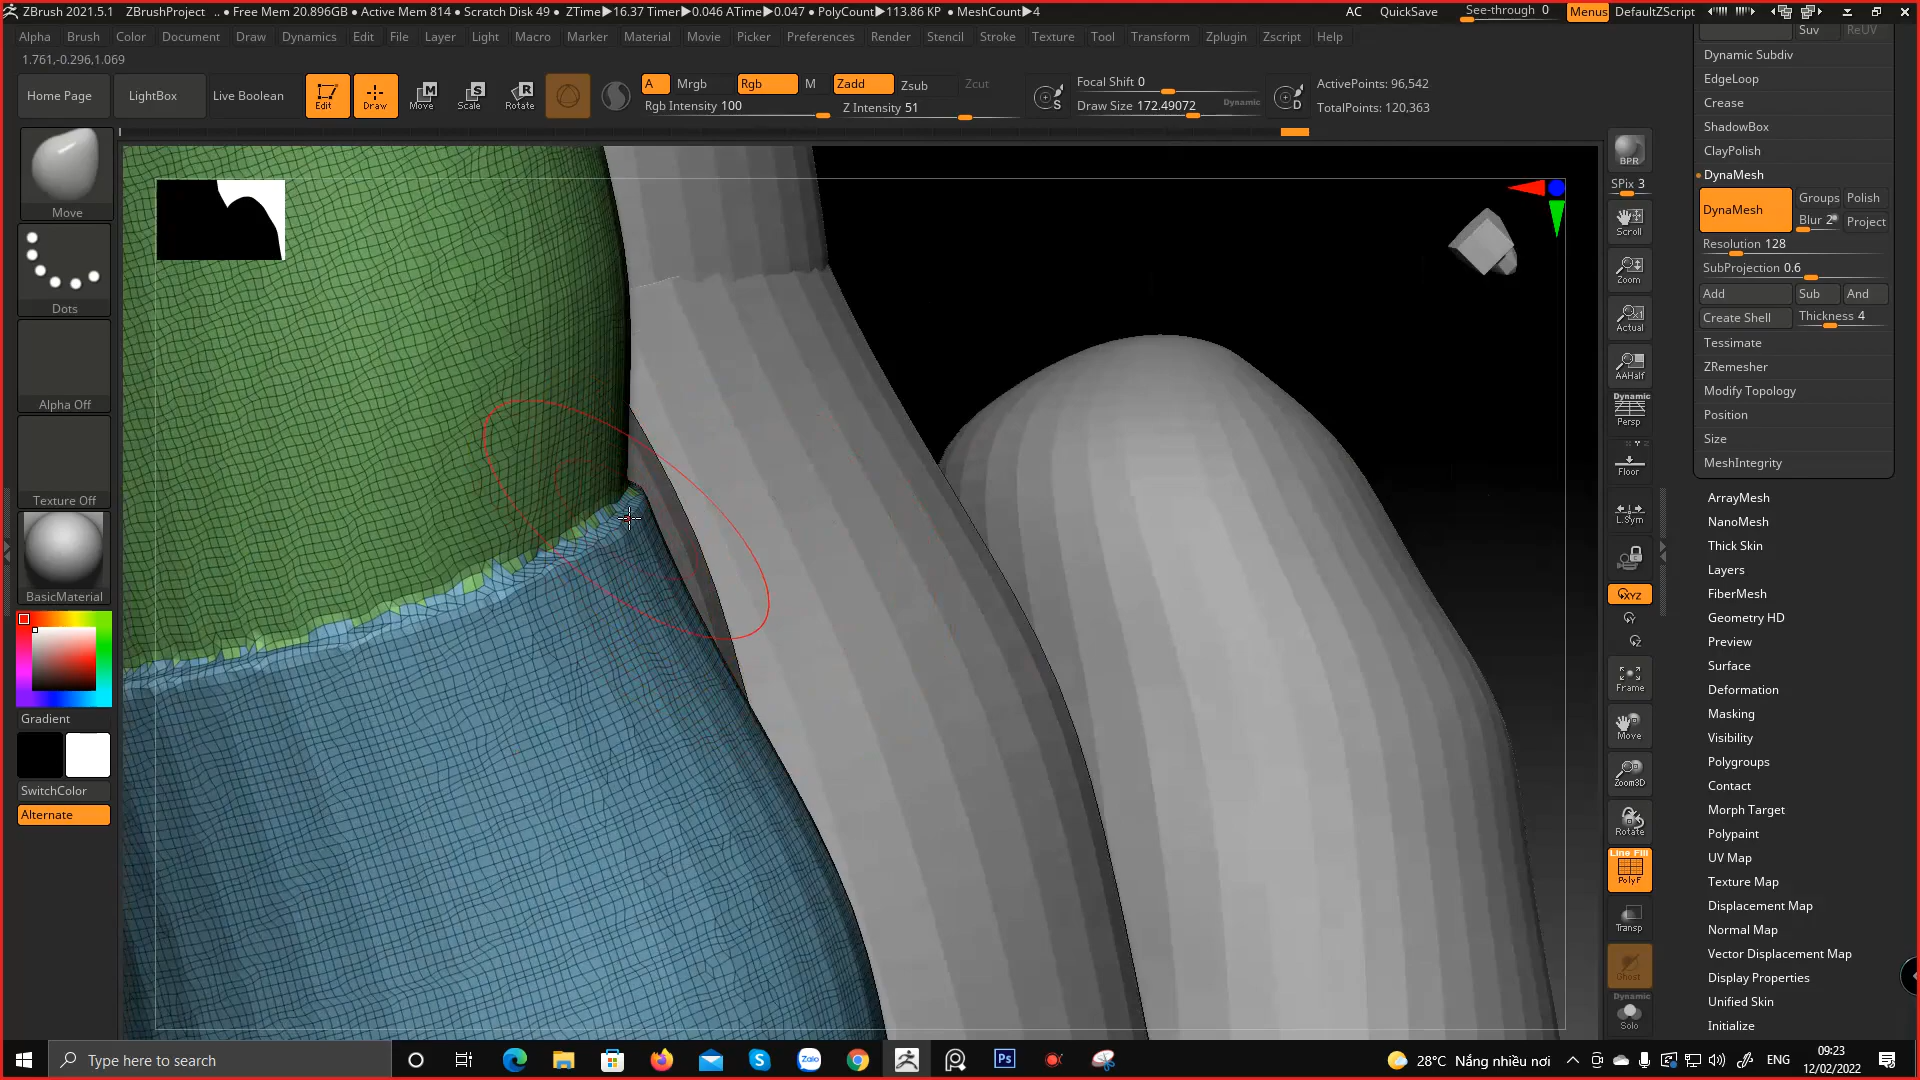 ZBrush 2021.5.1 ZBrushProject .. • Free Mem 20.896GB • Active Mem 814 • Scratch Disk 49 • ZTime▶16.37 Timer▶0.046 ATime▶0.047 • PolyCount▶113.86 KP • MeshCount▶4 AC QuickSave See-through 0 Menus DefaultZScript
Alpha Brush Color Document Draw Dynamics Edit File Layer Light Macro Marker Material Movie Picker Preferences Render Stencil Stroke Texture Tool Transform Zplugin Zscript Help
1.761,-0.296,1.069
Home Page LightBox Live Boolean Edit Draw Move Scale Rotate
A Mrgb Rgb M Zadd Zsub Zcut
Rgb Intensity 100 Z Intensity 51
Focal Shift 0
Draw Size 172.49072 Dynamic
ActivePoints: 96,542
TotalPoints: 120,363
Move
Dots
Alpha Off
Texture Off
BasicMaterial
Gradient
SwitchColor
Alternate
BPR
SPix 3
Scroll
Zoom
Actual
AAHalf
Dynamic
Persp
Floor
L.Sym
XYZ
Frame
Move
Zoom3D
Rotate
Line Fill
PolyF
Transp
Ghost
Dynamic
Solo
Suv ReUV
Dynamic Subdiv
EdgeLoop
Crease
ShadowBox
ClayPolish
DynaMesh
DynaMesh Groups Polish
Blur 2 Project
Resolution 128
SubProjection 0.6
Add Sub And
Create Shell Thickness 4
Tessimate
ZRemesher
Modify Topology
Position
Size
MeshIntegrity
ArrayMesh
NanoMesh
Thick Skin
Layers
FiberMesh
Geometry HD
Preview
Surface
Deformation
Masking
Visibility
Polygroups
Contact
Morph Target
Polypaint
UV Map
Texture Map
Displacement Map
Normal Map
Vector Displacement Map
Display Properties
Unified Skin
Initialize
Type here to search
Zalo
Ps
28°C Nắng nhiều nơi
ENG
09:23
12/02/2022